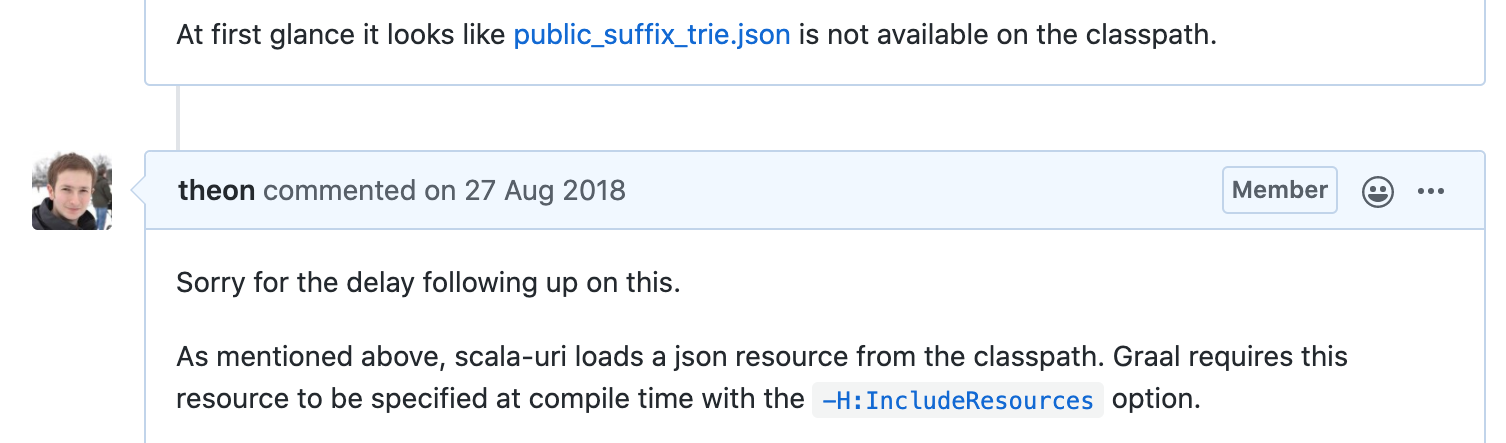 At first glance it looks like public_suffix_trie.json is not available on the classpath.
theon commented on 27 Aug 2018 Member
Sorry for the delay following up on this.
As mentioned above, scala-uri loads a json resource from the classpath. Graal requires this
resource to be specified at compile time with the -H:IncludeResources option.